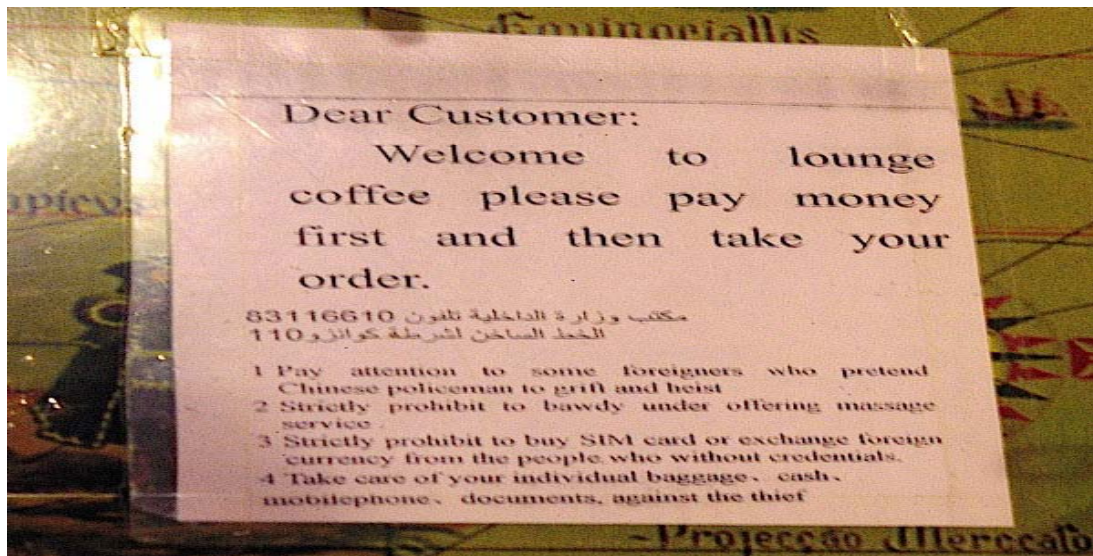 Equinoctiallis
Dear Customer:
Welcome to lounge
coffee please pay money
first and then take your
order.
مكتب وزارة الداخلية تلفون 83116610
الخط الساخن لشرطة كوانزو110
1 Pay attention to some foreigners who pretend
Chinese policeman to grift and heist
2 Strictly prohibit to bawdy under offering massage
service
3 Strictly prohibit to buy SIM card or exchange foreign
currency from the people who without credentials.
4 Take care of your individual baggage、cash、
mobilephone、documents, against the thief
Projecção Mercato